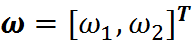 𝝎 = [ω₁, ω₂]ᵀ